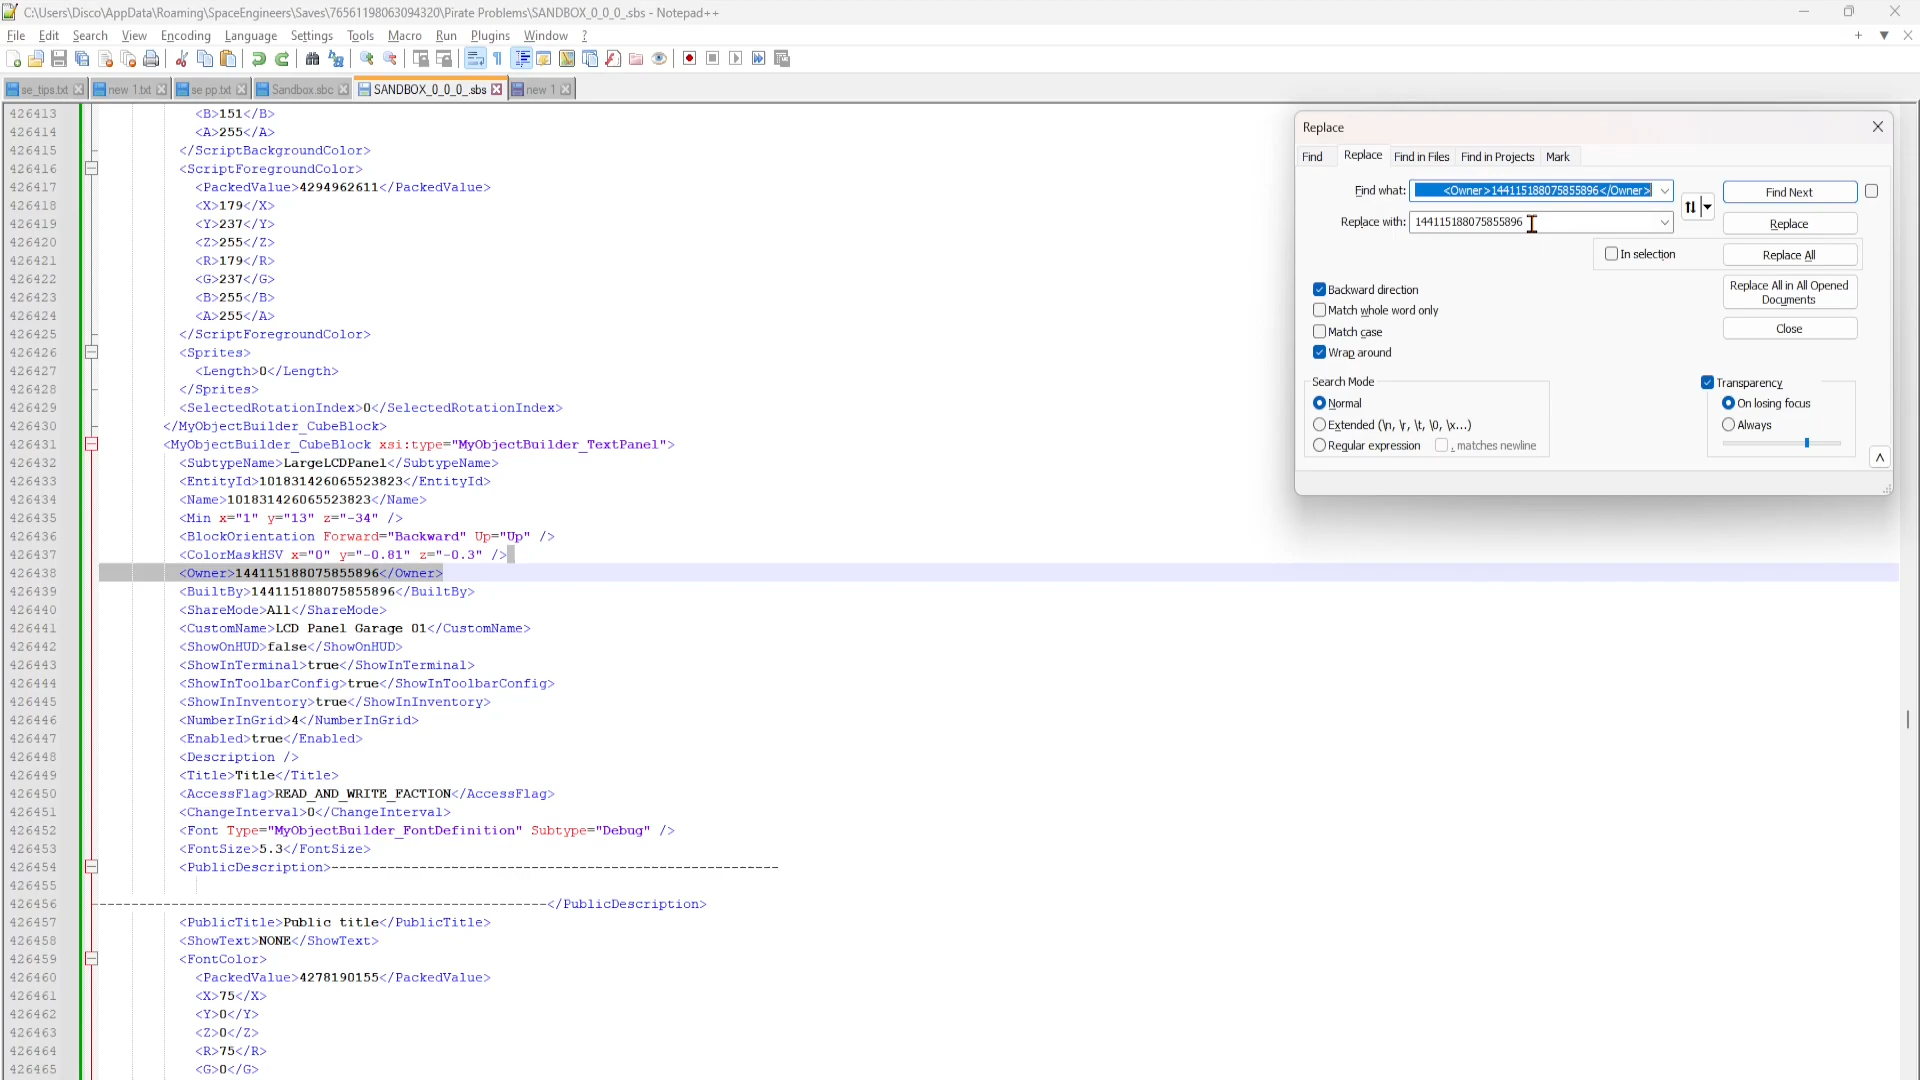 C:\Users\Disco\AppData\Roaming\SpaceEngineers\Saves\76561198063094320\Pirate Problems\SANDBOX_0_0_0_.sbs - Notepad++
File Edit Search View Encoding Language Settings Tools Macro Run Plugins Window ?
se_tips.txt new 1.txt se pp.txt Sandbox.sbc SANDBOX_0_0_0_.sbs new 1
426413 <B>151</B>
426414 <A>255</A>
426415 </ScriptBackgroundColor>
426416 <ScriptForegroundColor>
426417 <PackedValue>4294962611</PackedValue>
426418 <X>179</X>
426419 <Y>237</Y>
426420 <Z>255</Z>
426421 <R>179</R>
426422 <G>237</G>
426423 <B>255</B>
426424 <A>255</A>
426425 </ScriptForegroundColor>
426426 <Sprites>
426427 <Length>0</Length>
426428 </Sprites>
426429 <SelectedRotationIndex>0</SelectedRotationIndex>
426430 </MyObjectBuilder_CubeBlock>
426431 <MyObjectBuilder_CubeBlock xsi:type="MyObjectBuilder_TextPanel">
426432 <SubtypeName>LargeLCDPanel</SubtypeName>
426433 <EntityId>101831426065523823</EntityId>
426434 <Name>101831426065523823</Name>
426435 <Min x="1" y="13" z="-34" />
426436 <BlockOrientation Forward="Backward" Up="Up" />
426437 <ColorMaskHSV x="0" y="-0.81" z="-0.3" />
426438 <Owner>144115188075855896</Owner>
426439 <BuiltBy>144115188075855896</BuiltBy>
426440 <ShareMode>All</ShareMode>
426441 <CustomName>LCD Panel Garage 01</CustomName>
426442 <ShowOnHUD>false</ShowOnHUD>
426443 <ShowInTerminal>true</ShowInTerminal>
426444 <ShowInToolbarConfig>true</ShowInToolbarConfig>
426445 <ShowInInventory>true</ShowInInventory>
426446 <NumberInGrid>4</NumberInGrid>
426447 <Enabled>true</Enabled>
426448 <Description />
426449 <Title>Title</Title>
426450 <AccessFlag>READ_AND_WRITE_FACTION</AccessFlag>
426451 <ChangeInterval>0</ChangeInterval>
426452 <Font Type="MyObjectBuilder_FontDefinition" Subtype="Debug" />
426453 <FontSize>5.3</FontSize>
426454 <PublicDescription>--------------------------------------------------------
426455
426456 --------------------------------------------------------</PublicDescription>
426457 <PublicTitle>Public title</PublicTitle>
426458 <ShowText>NONE</ShowText>
426459 <FontColor>
426460 <PackedValue>4278190155</PackedValue>
426461 <X>75</X>
426462 <Y>0</Y>
426463 <Z>0</Z>
426464 <R>75</R>
426465 <G>0</G>
Replace
Find Replace Find in Files Find in Projects Mark
Find what: <Owner>144115188075855896</Owner> Find Next
Replace with: 144115188075855896 Replace
In selection Replace All
Backward direction Replace All in All Opened Documents
Match whole word only
Match case Close
Wrap around
Search Mode Transparency
Normal On losing focus
Extended (\n, \r, \t, \0, \x...) Always
Regular expression . matches newline